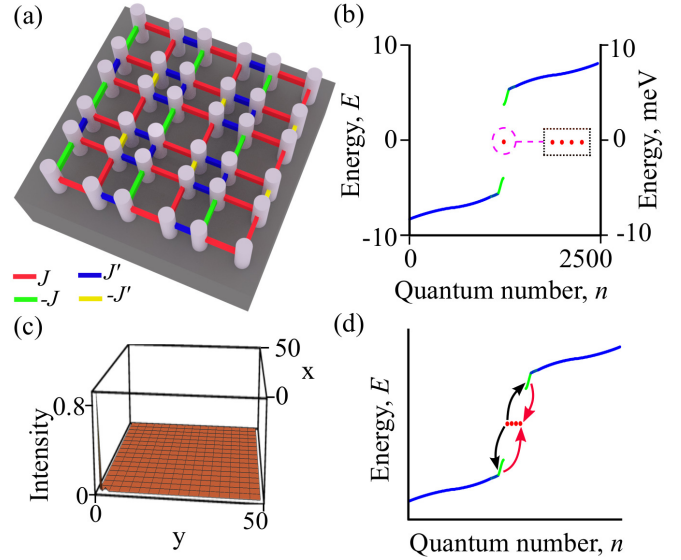 (a)
J
J'
-J
-J'
(b)
10
0
-10
Energy, E
10
0
-10
Energy, meV
0
2500
Quantum number, n
(c)
50
0
x
0.8
0
Intensity
0
50
y
(d)
Energy, E
Quantum number, n